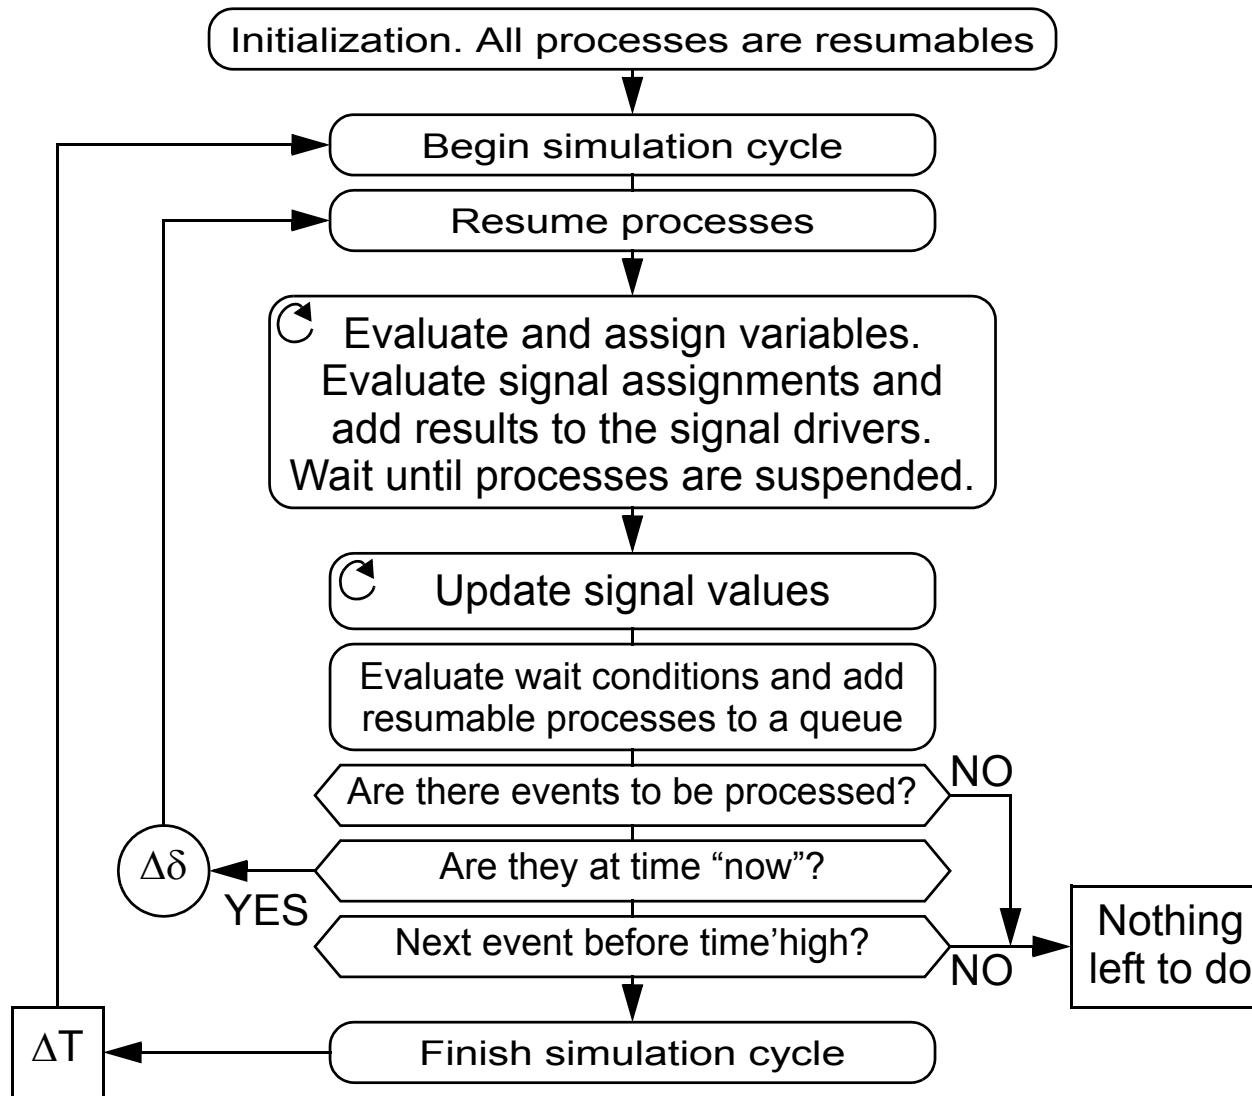 Initialization. All processes are resumables
Begin simulation cycle
Resume processes
Evaluate and assign variables.
Evaluate signal assignments and
add results to the signal drivers.
Wait until processes are suspended.
Update signal values
Evaluate wait conditions and add
resumable processes to a queue
Are there events to be processed?
NO
Are they at time “now”?
Δδ
YES
Next event before time’high?
NO
Nothing
left to do
Finish simulation cycle
ΔT